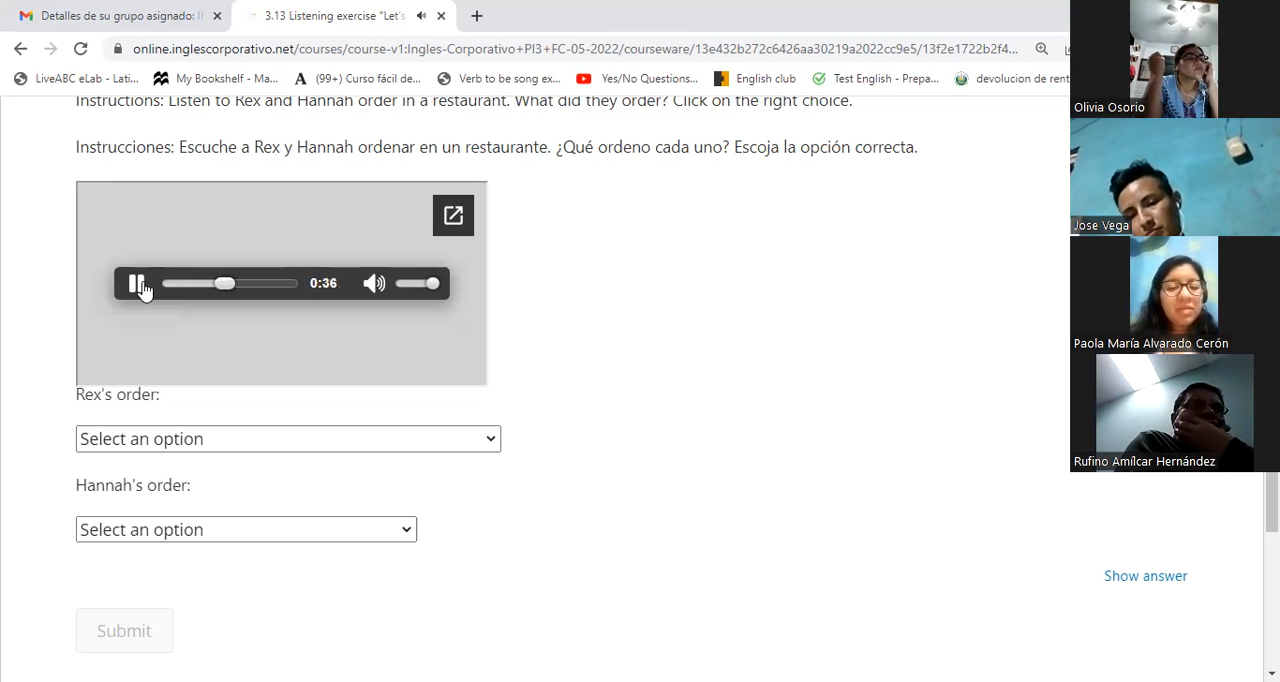 Detalles de su grupo asignado: I
3.13 Listening exercise "Let's
online.inglescorporativo.net/courses/course-v1:Ingles-Corporativo+PI3+FC-05-2022/courseware/13e432b272c6426aa30219a2022cc9e5/13f2e1722b2f4...
LiveABC eLab - Lati...
My Bookshelf - Ma...
(99+) Curso fácil de...
Verb to be song ex...
Yes/No Questions...
English club
Test English - Prepa...
devolucion de rent
Instructions: Listen to Rex and Hannah order in a restaurant. What did they order? Click on the right choice.
Instrucciones: Escuche a Rex y Hannah ordenar en un restaurante. ¿Qué ordeno cada uno? Escoja la opción correcta.
0:36
Rex's order:
Select an option
Hannah's order:
Select an option
Show answer
Submit
Olivia Osorio
Jose Vega
Paola María Alvarado Cerón
Rufino Amílcar Hernández